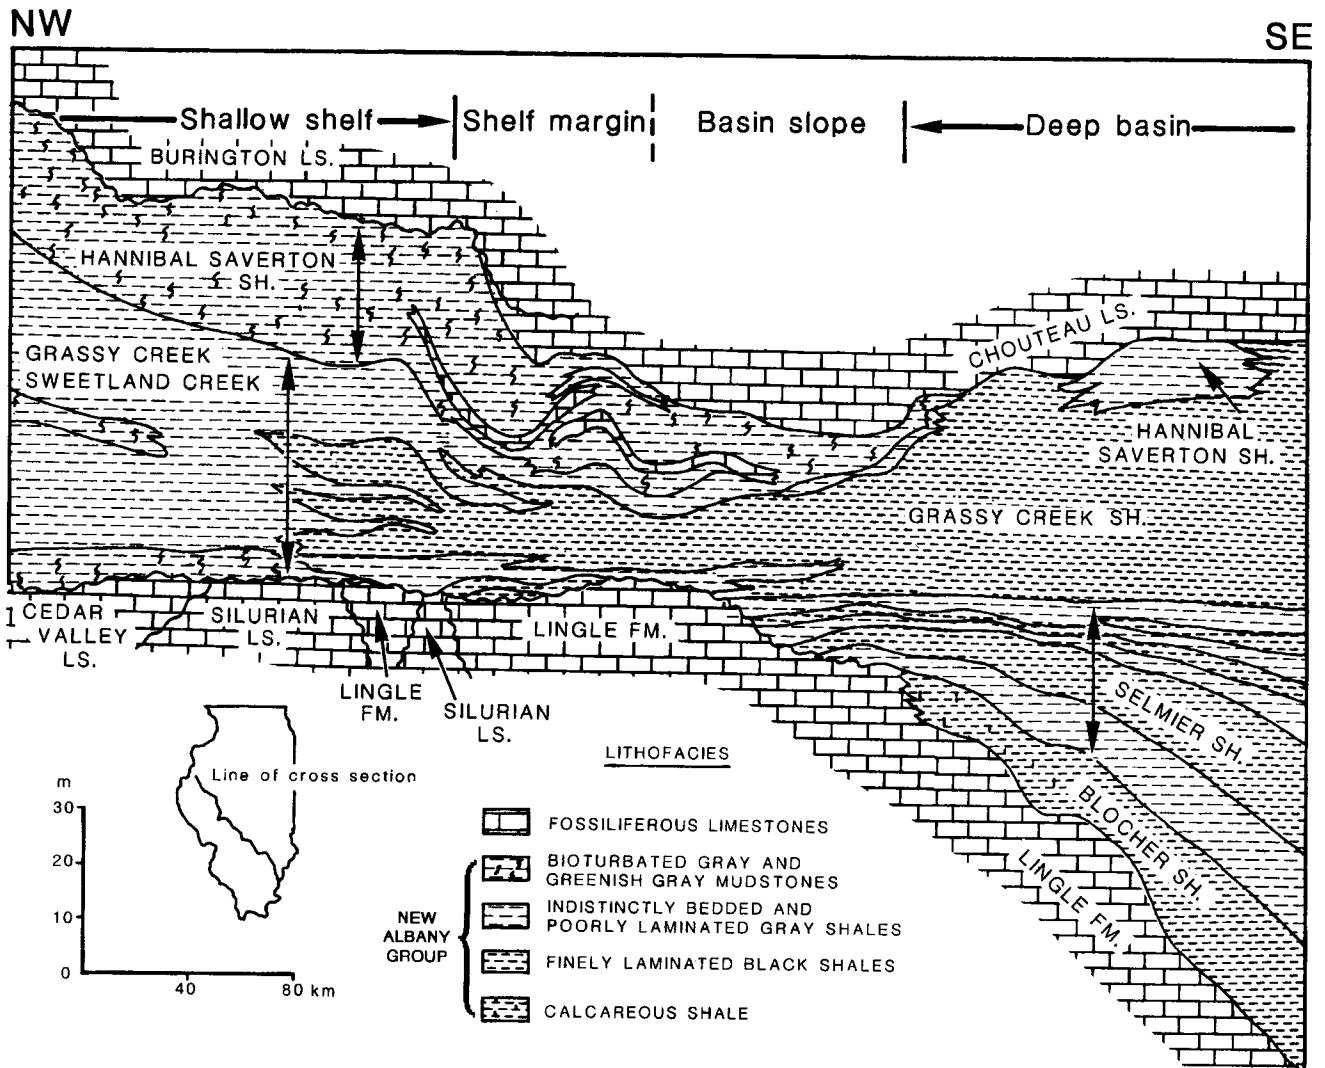 NW
SE
Shallow shelf
Shelf margin
Basin slope
Deep basin
BURINGTON LS.
HANNIBAL SAVERTON
SH.
GRASSY CREEK
SWEETLAND CREEK
CHOUTEAU LS.
HANNIBAL
SAVERTON SH.
GRASSY CREEK SH.
1
CEDAR
VALLEY
LS.
SILURIAN
LS.
LINGLE FM.
LINGLE
FM.
SILURIAN
LS.
SELMIER SH.
BLOCHER SH.
LINGLE FM.
Line of cross section
m
30
20
10
0
40
80 km
LITHOFACIES
FOSSILIFEROUS LIMESTONES
BIOTURBATED GRAY AND
GREENISH GRAY MUDSTONES
INDISTINCTLY BEDDED AND
POORLY LAMINATED GRAY SHALES
FINELY LAMINATED BLACK SHALES
CALCAREOUS SHALE
NEW
ALBANY
GROUP